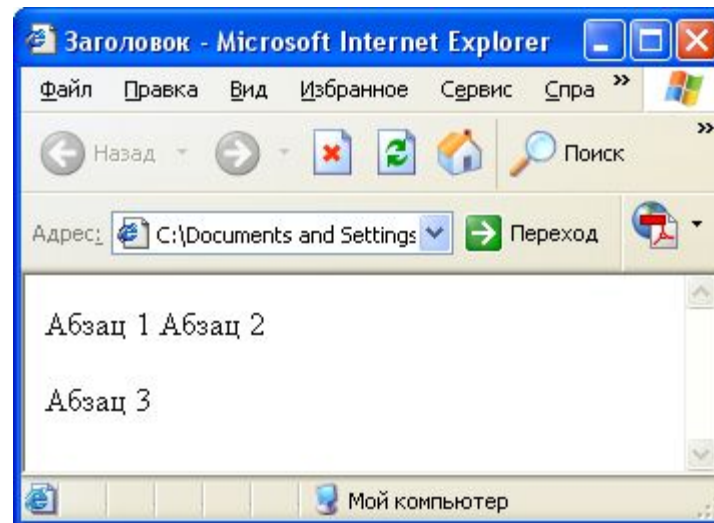 Заголовок - Microsoft Internet Explorer
Файл Правка Вид Избранное Сервис Спра »
Назад Поиск »
Адрес: C:\Documents and Settings Переход
Абзац 1 Абзац 2
Абзац 3
Мой компьютер